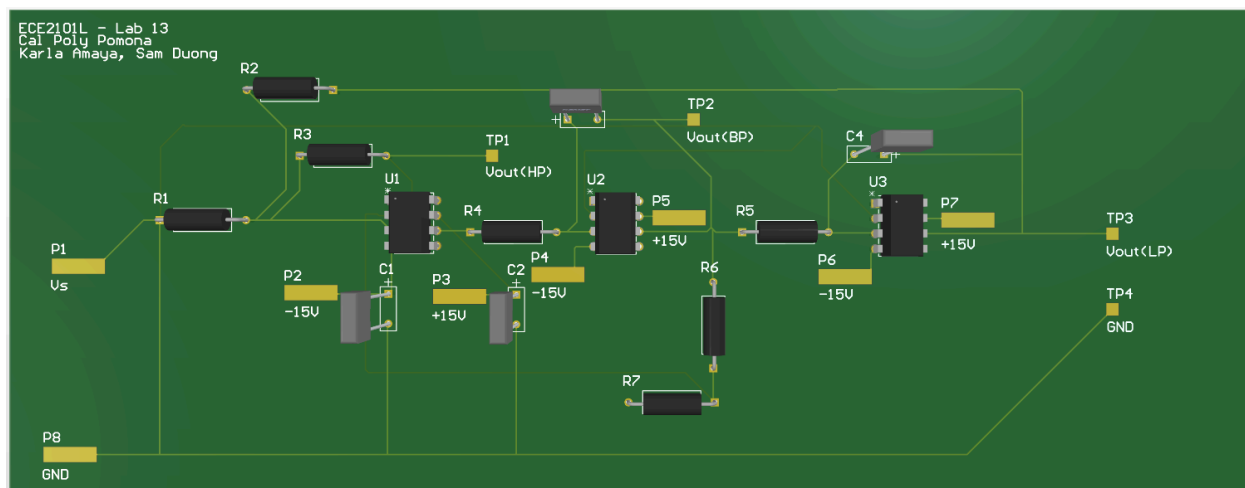 ECE2101L - Lab 13
Cal Poly Pomona
Karla Amaya, Sam Duong
R2
TP2
Vout(BP)
R3
TP1
Vout(HP)
C4
+
+
R1
U1
*
U2
*
U3
*
R4
P5
+15V
R5
P7
+15V
TP3
Vout(LP)
P1
Vs
P2
-15V
C1
+
P3
+15V
C2
+
P4
-15V
R6
P6
-15V
TP4
GND
R7
P8
GND